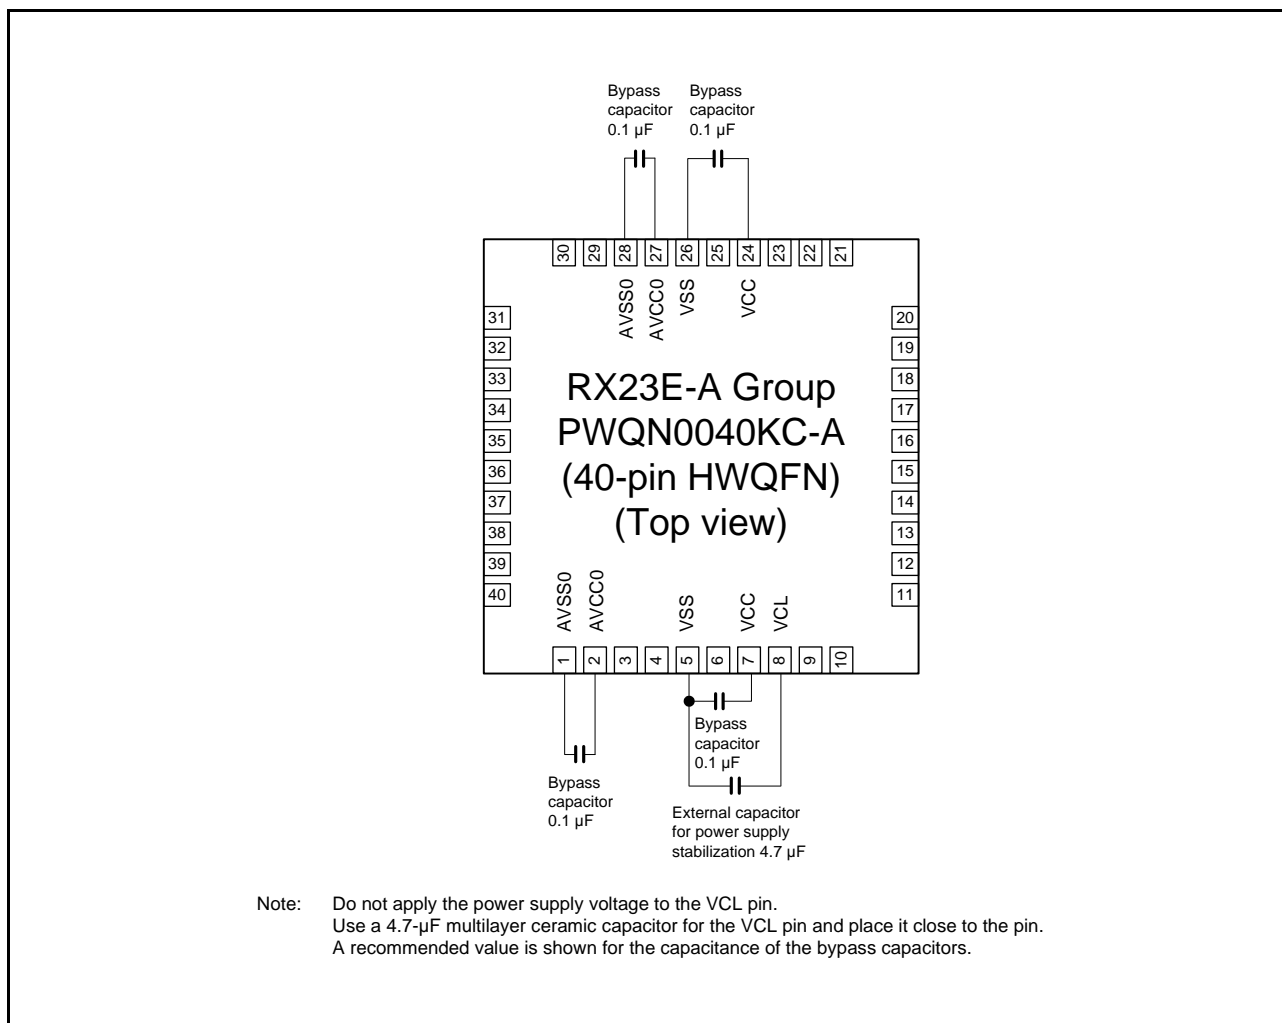 Bypass
capacitor
0.1 µF
Bypass
capacitor
0.1 µF
30 29 28 27 26 25 24 23 22 21
AVSS0
AVCC0
VSS
VCC
31
32
33
34
35
36
37
38
39
40
20
19
18
17
16
15
14
13
12
11
RX23E-A Group
PWQN0040KC-A
(40-pin HWQFN)
(Top view)
AVSS0
AVCC0
VSS
VCC
VCL
1 2 3 4 5 6 7 8 9 10
Bypass
capacitor
0.1 µF
Bypass
capacitor
0.1 µF
External capacitor
for power supply
stabilization 4.7 µF
Note: Do not apply the power supply voltage to the VCL pin.
Use a 4.7-µF multilayer ceramic capacitor for the VCL pin and place it close to the pin.
A recommended value is shown for the capacitance of the bypass capacitors.